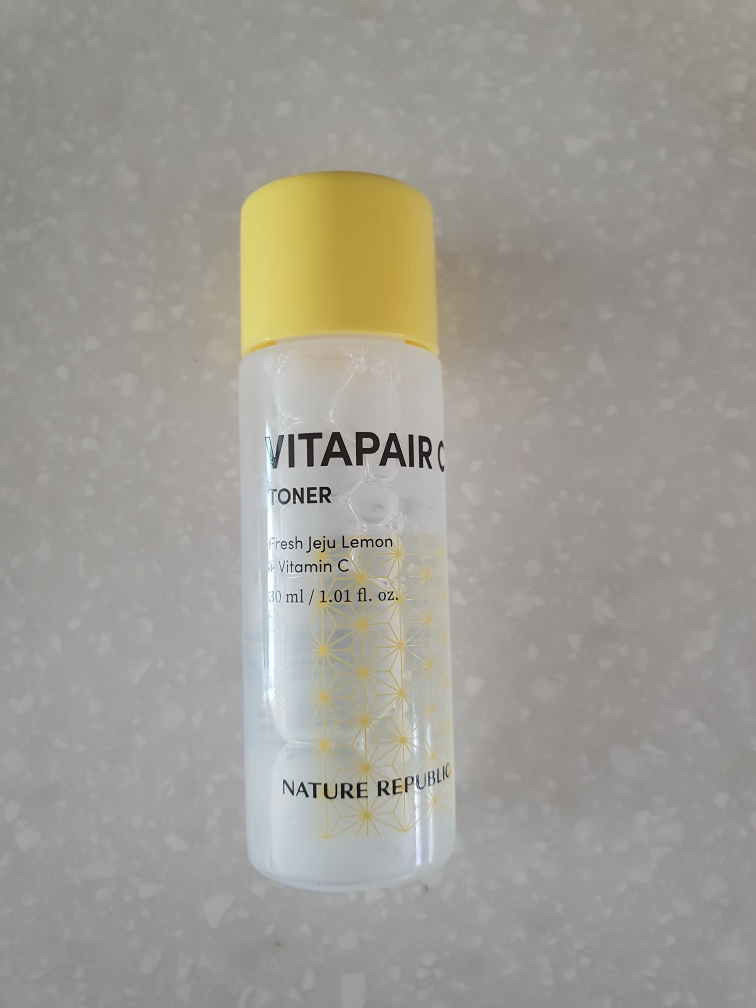 VITAPAIR C
TONER
Fresh Jeju Lemon
+ Vitamin C
30 ml / 1.01 fl. oz.
NATURE REPUBLIC